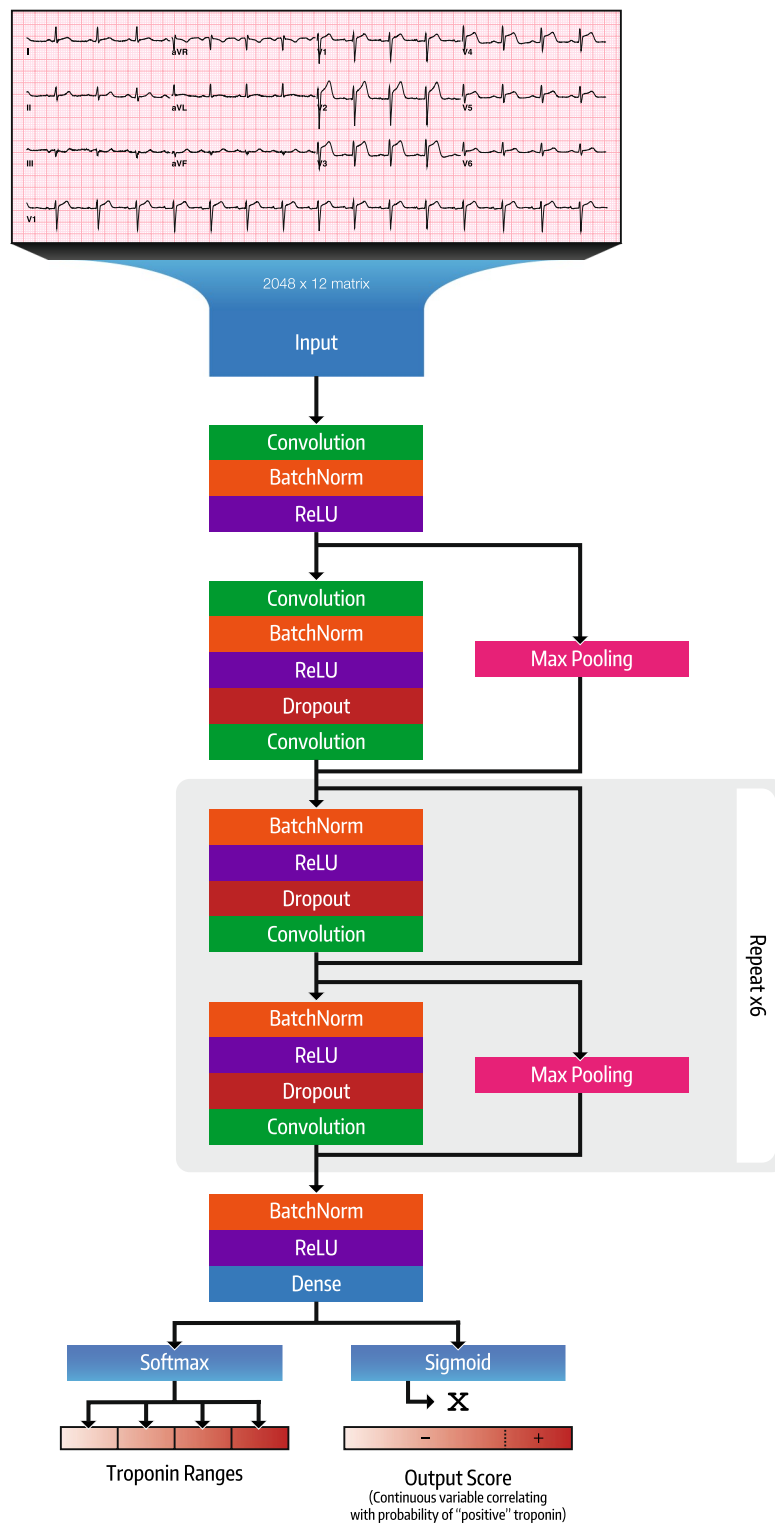 I aVR V1 V4
II aVL V2 V5
III aVF V3 V6
V1
2048 x 12 matrix
Input
Convolution
BatchNorm
ReLU
Convolution
BatchNorm
ReLU
Dropout
Convolution
Max Pooling
BatchNorm
ReLU
Dropout
Convolution
BatchNorm
ReLU
Dropout
Convolution
Max Pooling
Repeat x6
BatchNorm
ReLU
Dense
Softmax
Sigmoid
X
− +
Troponin Ranges
Output Score
(Continuous variable correlating
with probability of “positive” troponin)